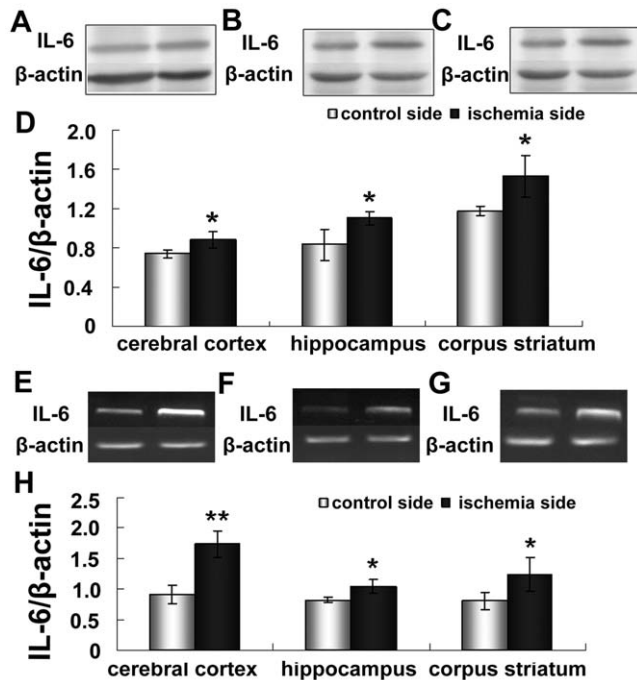 A
B
C
IL-6
IL-6
IL-6
β-actin
β-actin
β-actin
control side ischemia side
D
2.0
1.6
1.2
0.8
0.4
0
IL-6/β-actin
*
*
*
cerebral cortex hippocampus corpus striatum
E
F
G
IL-6
IL-6
IL-6
β-actin
β-actin
β-actin
H
control side ischemia side
2.5
2.0
1.5
1.0
0.5
0
IL-6/β-actin
**
*
*
cerebral cortex hippocampus corpus striatum